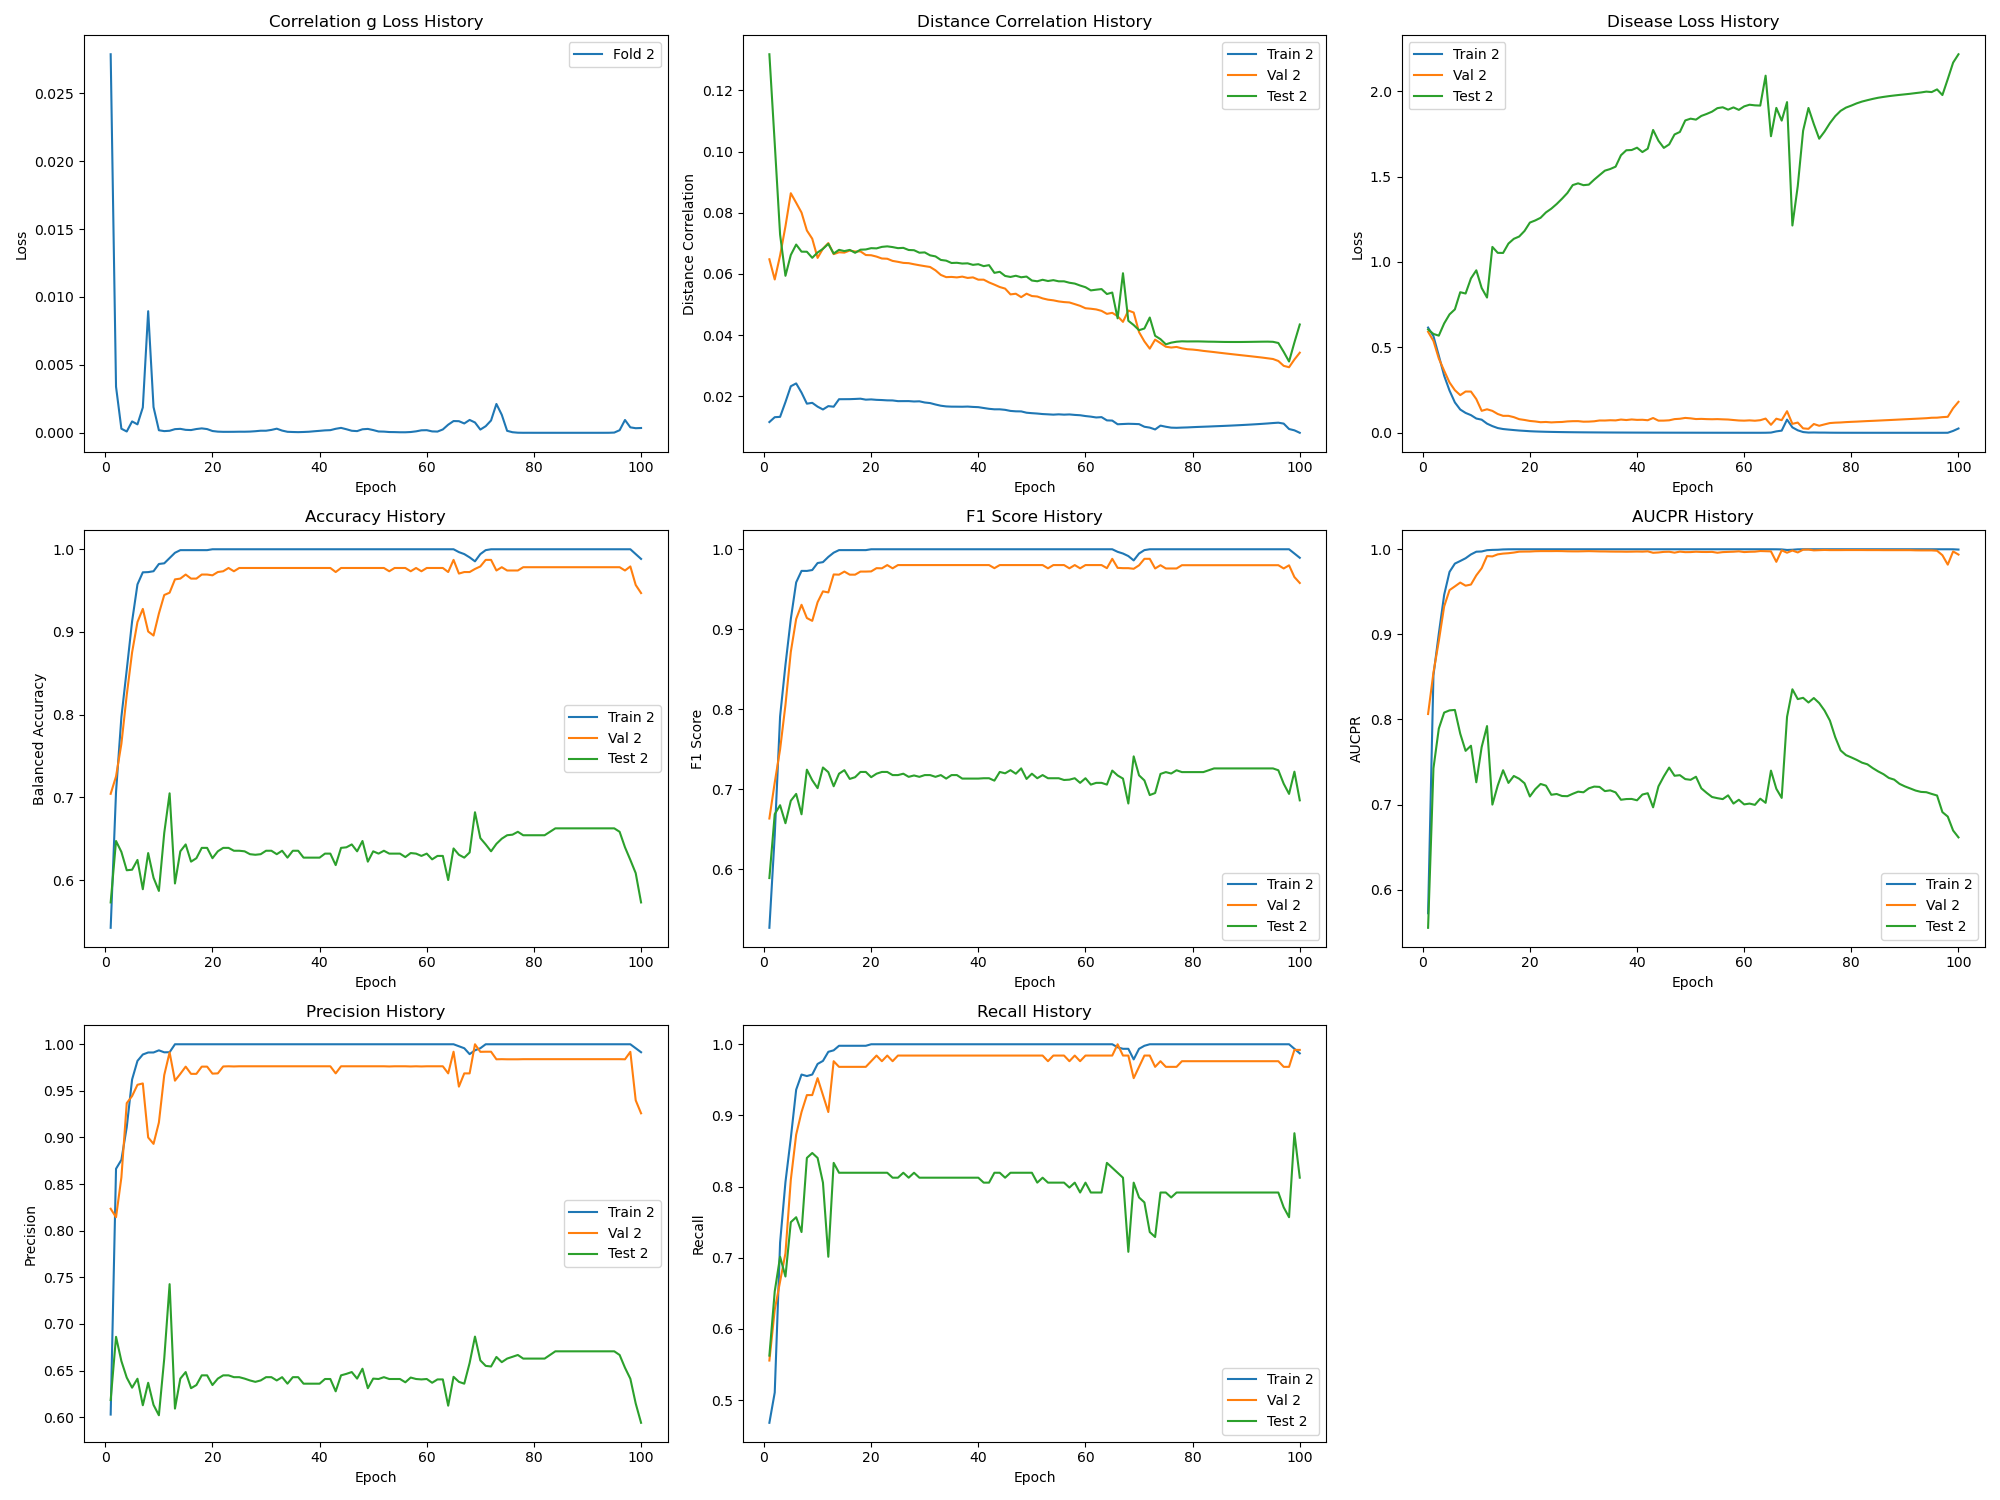 Correlation g Loss History
Loss
0.025
0.020
0.015
0.010
0.005
0.000
0 20 40 60 80 100
Epoch
Fold 2
Distance Correlation History
Distance Correlation
0.12
0.10
0.08
0.06
0.04
0.02
0 20 40 60 80 100
Epoch
Train 2
Val 2
Test 2
Disease Loss History
Loss
2.0
1.5
1.0
0.5
0.0
0 20 40 60 80 100
Epoch
Train 2
Val 2
Test 2
Accuracy History
Balanced Accuracy
1.0
0.9
0.8
0.7
0.6
0 20 40 60 80 100
Epoch
Train 2
Val 2
Test 2
F1 Score History
F1 Score
1.0
0.9
0.8
0.7
0.6
0 20 40 60 80 100
Epoch
Train 2
Val 2
Test 2
AUCPR History
AUCPR
1.0
0.9
0.8
0.7
0.6
0 20 40 60 80 100
Epoch
Train 2
Val 2
Test 2
Precision History
Precision
1.00
0.95
0.90
0.85
0.80
0.75
0.70
0.65
0.60
0 20 40 60 80 100
Epoch
Train 2
Val 2
Test 2
Recall History
Recall
1.0
0.9
0.8
0.7
0.6
0.5
0 20 40 60 80 100
Epoch
Train 2
Val 2
Test 2